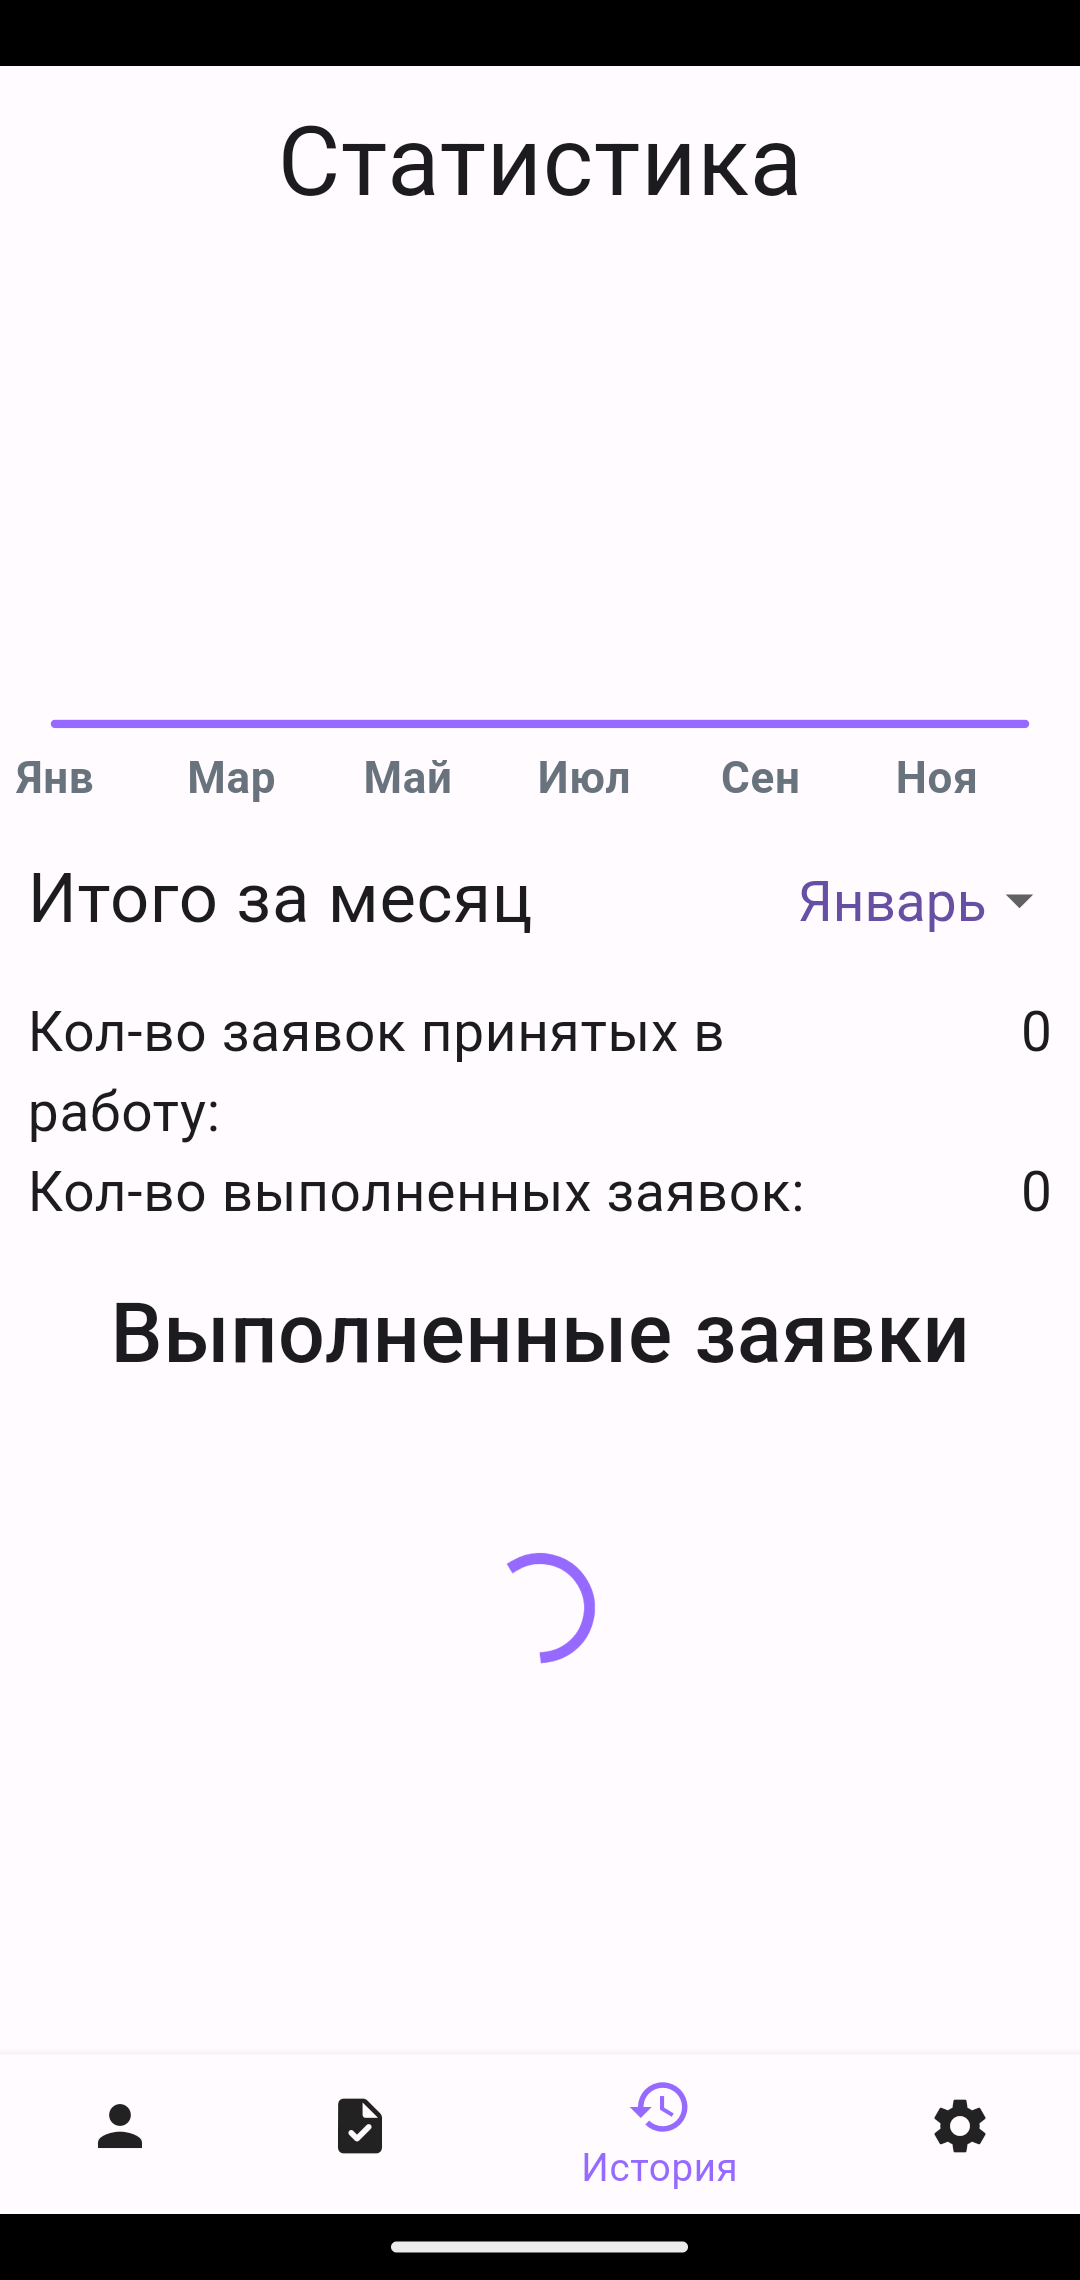 Статистика
Янв Мар Май Июл Сен Ноя
Итого за месяц Январь
Кол-во заявок принятых в 0
работу:
Кол-во выполненных заявок: 0
Выполненные заявки
История